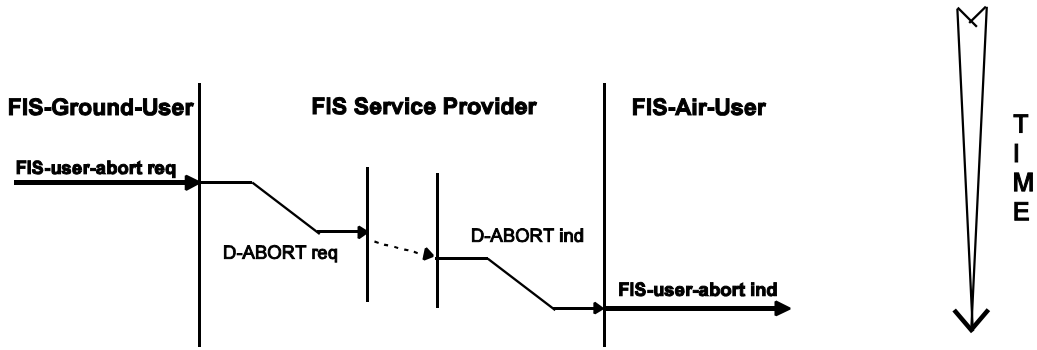 FIS-Ground-User
FIS Service Provider
FIS-Air-User
FIS-user-abort req
D-ABORT req
D-ABORT ind
FIS-user-abort ind
T
I
M
E